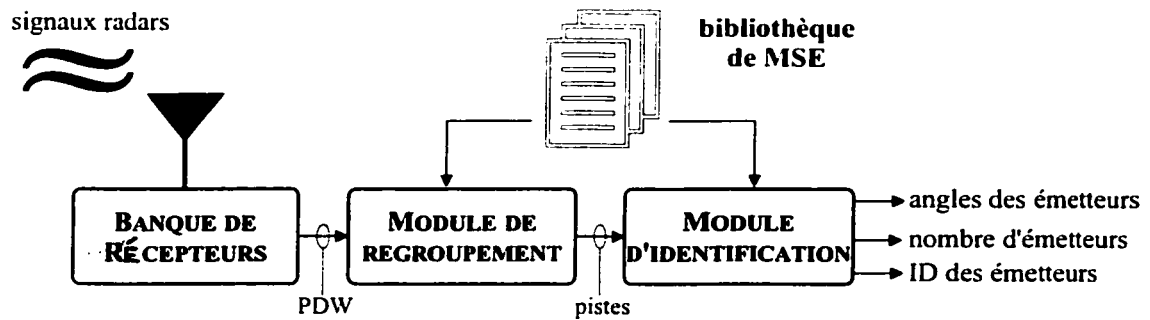 signaux radars
bibliothèque
de MSE
BANQUE DE
RÉCEPTEURS
MODULE DE
REGROUPEMENT
MODULE
D'IDENTIFICATION
angles des émetteurs
nombre d'émetteurs
ID des émetteurs
PDW
pistes